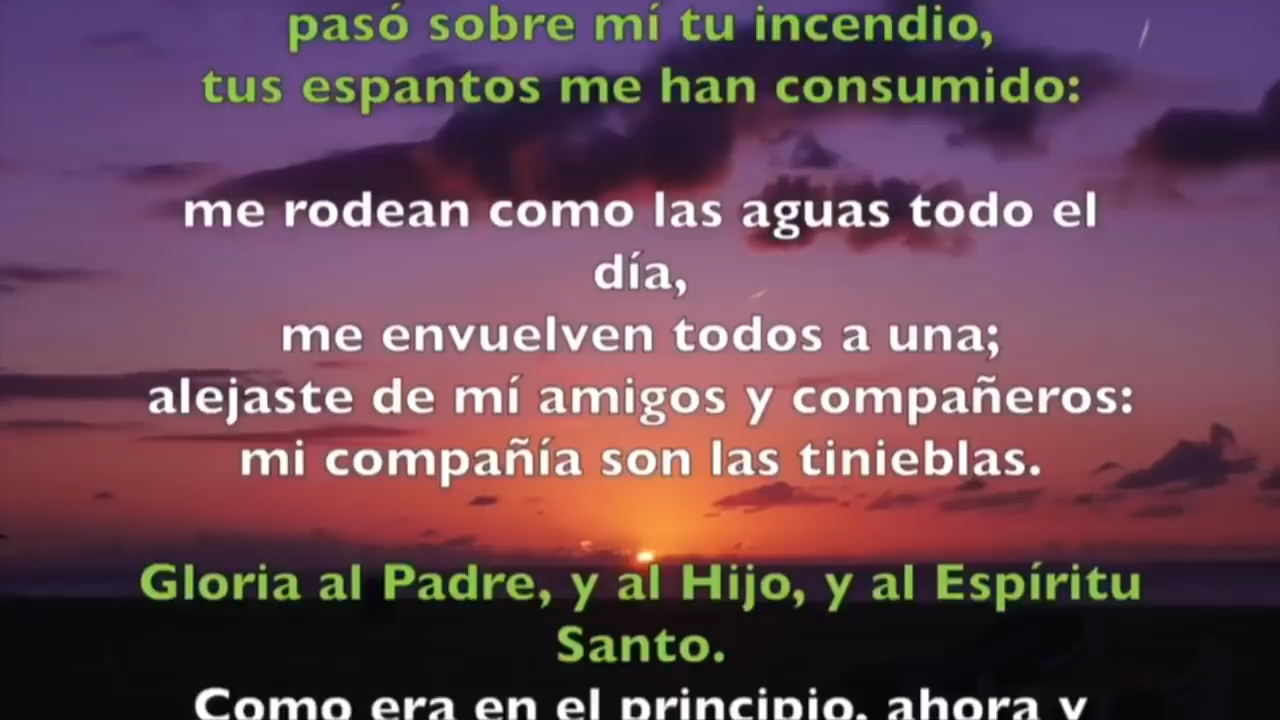 pasó sobre mí tu incendio,
tus espantos me han consumido:
me rodean como las aguas todo el
día,
me envuelven todos a una;
alejaste de mí amigos y compañeros:
mi compañía son las tinieblas.
Gloria al Padre, y al Hijo, y al Espíritu
Santo.
Como era en el principio, ahora y